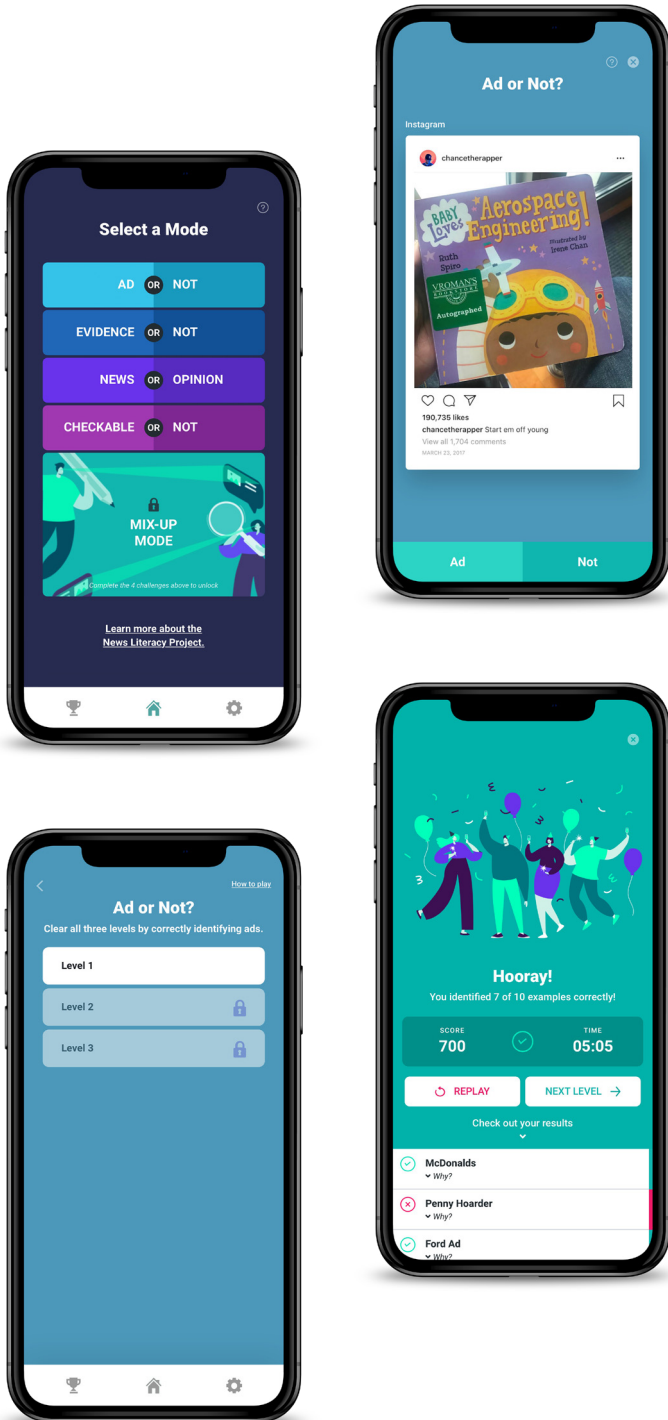 Select a Mode
AD OR NOT
EVIDENCE OR NOT
NEWS OR OPINION
CHECKABLE OR NOT
MIX-UP
MODE
Complete the 4 challenges above to unlock
Learn more about the
News Literacy Project.
Ad or Not?
Instagram
chancetherapper
BABY
Loves
Aerospace
Engineering!
Ruth
Spiro
Illustrated by
Irene Chan
VROMAN'S
BOOKSTORE
Autographed
190,735 likes
chancetherapper Start em off young
View all 1,704 comments
MARCH 23, 2017
Ad
Not
How to play
Ad or Not?
Clear all three levels by correctly identifying ads.
Level 1
Level 2
Level 3
Hooray!
You identified 7 of 10 examples correctly!
SCORE
700
TIME
05:05
REPLAY
NEXT LEVEL
Check out your results
McDonalds
Why?
Penny Hoarder
Why?
Ford Ad
Why?